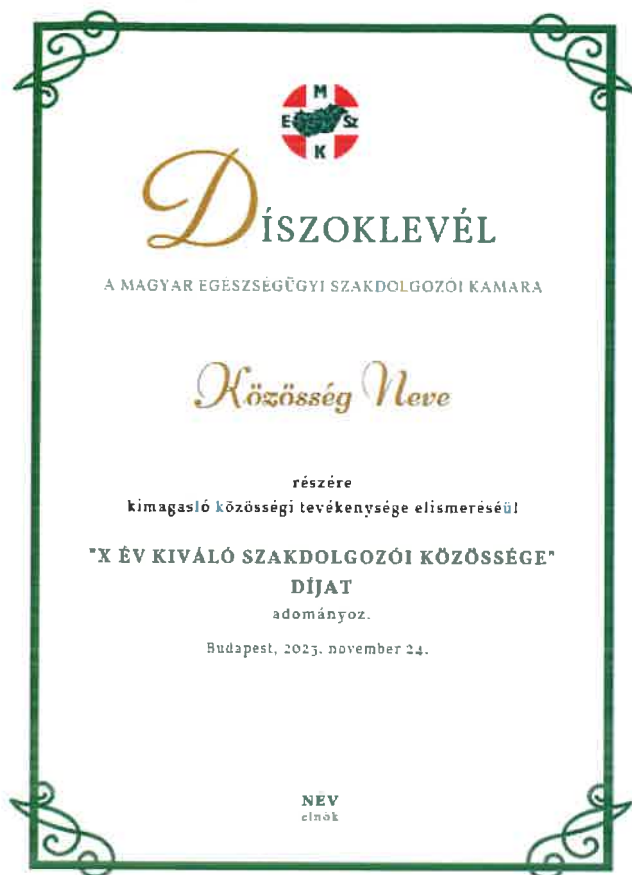 M
E Sz
K
DÍSZOKLEVÉL
A MAGYAR EGÉSZSÉGÜGYI SZAKDOLGOZÓI KAMARA
Közösség Neve
részére
kimagasló közösségi tevékenysége elismeréséül
"X ÉV KIVÁLÓ SZAKDOLGOZÓI KÖZÖSSÉGE"
DÍJAT
adományoz.
Budapest, 2023. november 24.
NÉV
elnök